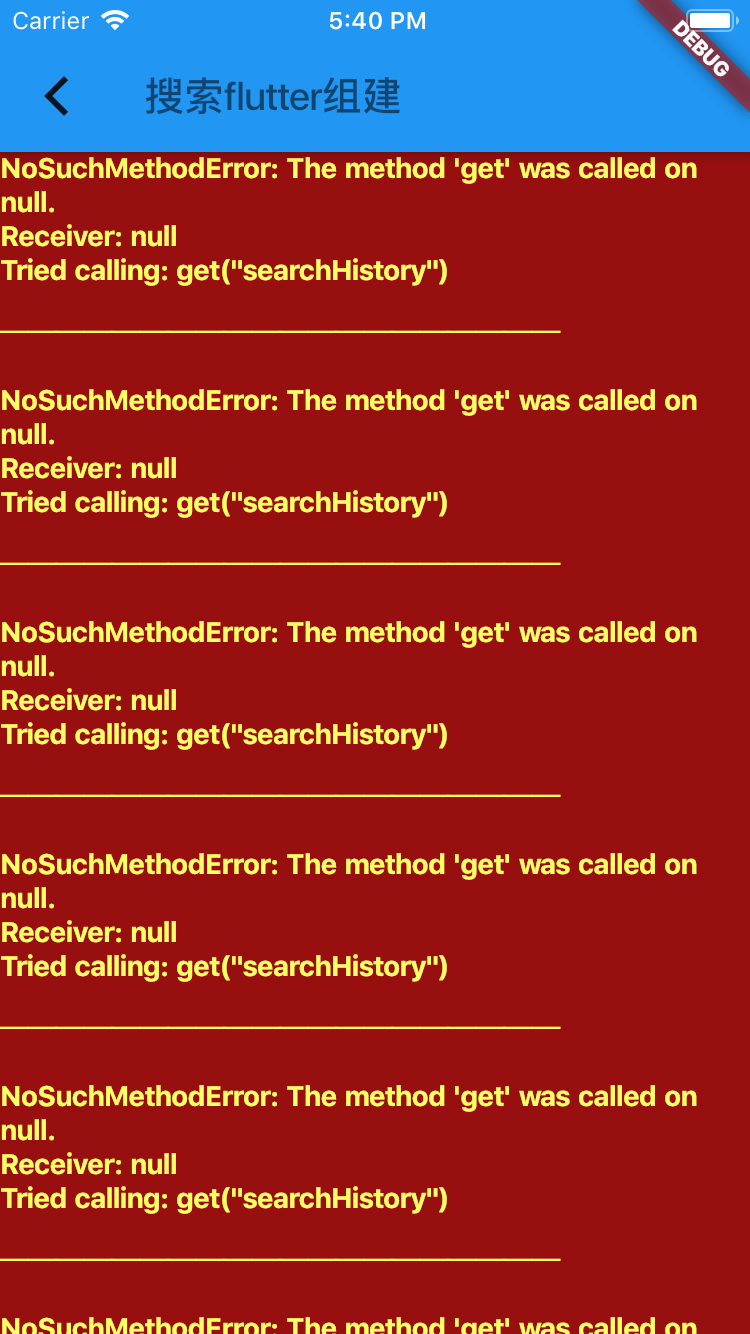 Carrier 5:40 PM
DEBUG
搜索flutter组建
NoSuchMethodError: The method 'get' was called on
null.
Receiver: null
Tried calling: get("searchHistory")
NoSuchMethodError: The method 'get' was called on
null.
Receiver: null
Tried calling: get("searchHistory")
NoSuchMethodError: The method 'get' was called on
null.
Receiver: null
Tried calling: get("searchHistory")
NoSuchMethodError: The method 'get' was called on
null.
Receiver: null
Tried calling: get("searchHistory")
NoSuchMethodError: The method 'get' was called on
null.
Receiver: null
Tried calling: get("searchHistory")
NoSuchMethodError: The method 'get' was called on